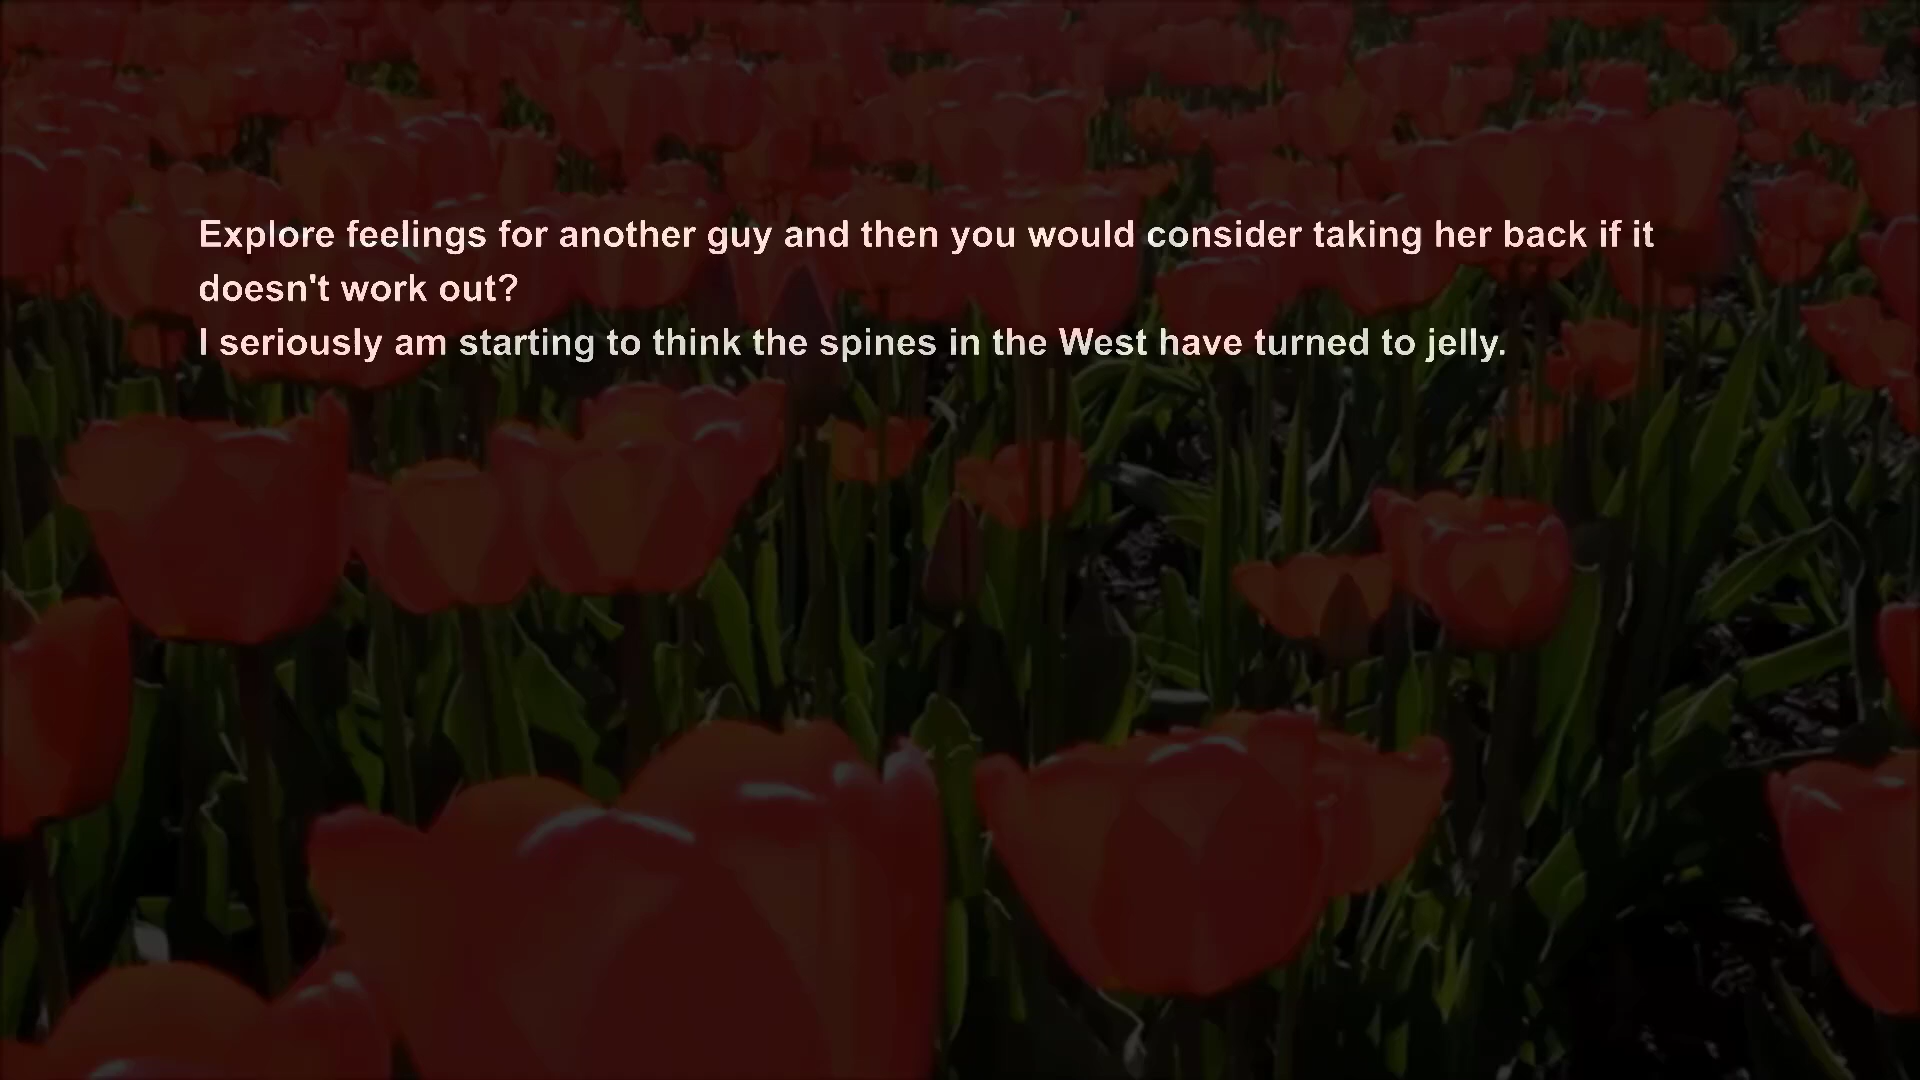 Explore feelings for another guy and then you would consider taking her back if it
doesn't work out?
I seriously am starting to think the spines in the West have turned to jelly.